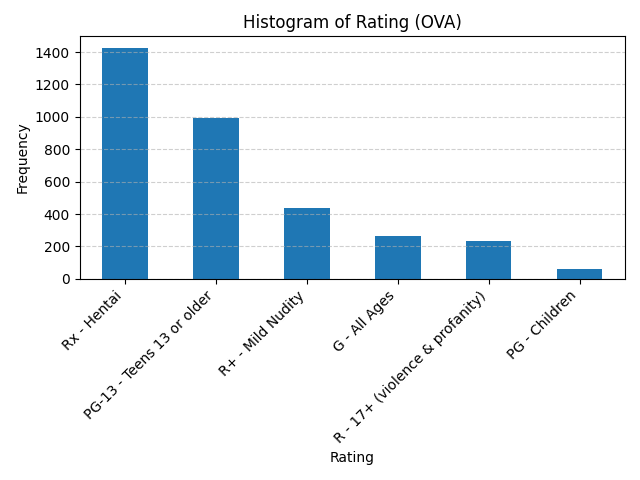 Histogram of Rating (OVA)
1400
1200
1000
800
600
400
200
0
Frequency
Rx - Hentai
PG-13 - Teens 13 or older
R+ - Mild Nudity
G - All Ages
R - 17+ (violence & profanity)
PG - Children
Rating